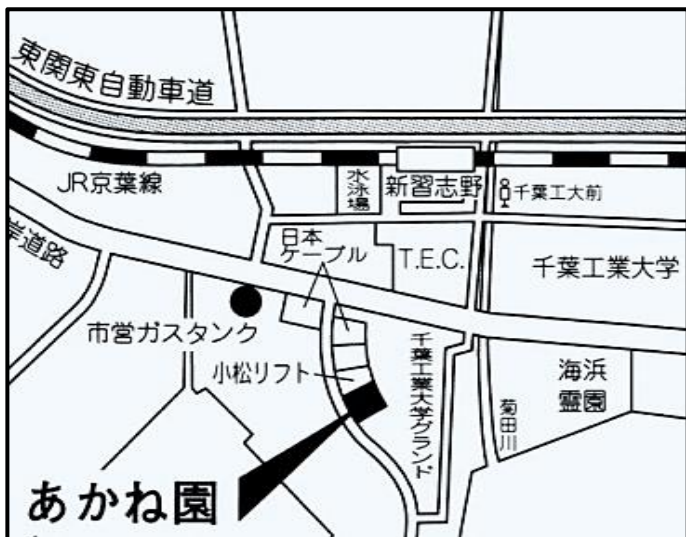 東関東自動車道
JR京葉線
水泳場
新習志野
千葉工大前
岸道路
日本
ケーブル
T.E.C.
千葉工業大学
市営ガスタンク
小松リフト
千葉工業大学グランド
海浜
霊園
菊田川
あかね園